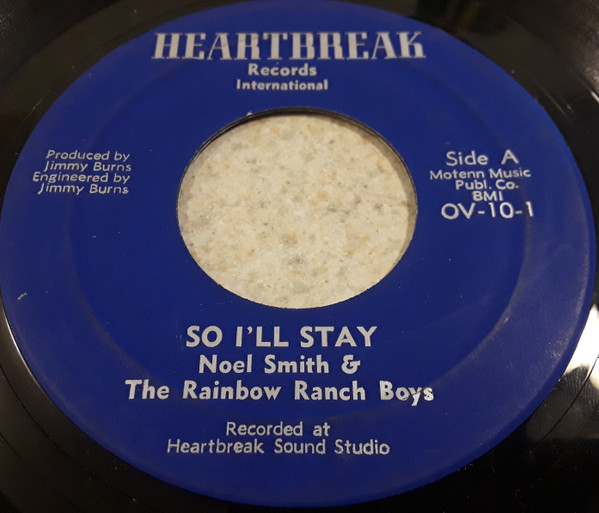 HEARTBREAK
Records
International
Produced by
Jimmy Burns
Engineered by
Jimmy Burns
Side A
Motenn Music
Publ. Co.
BMI
OV-10-1
SO I'LL STAY
Noel Smith &
The Rainbow Ranch Boys
Recorded at
Heartbreak Sound Studio